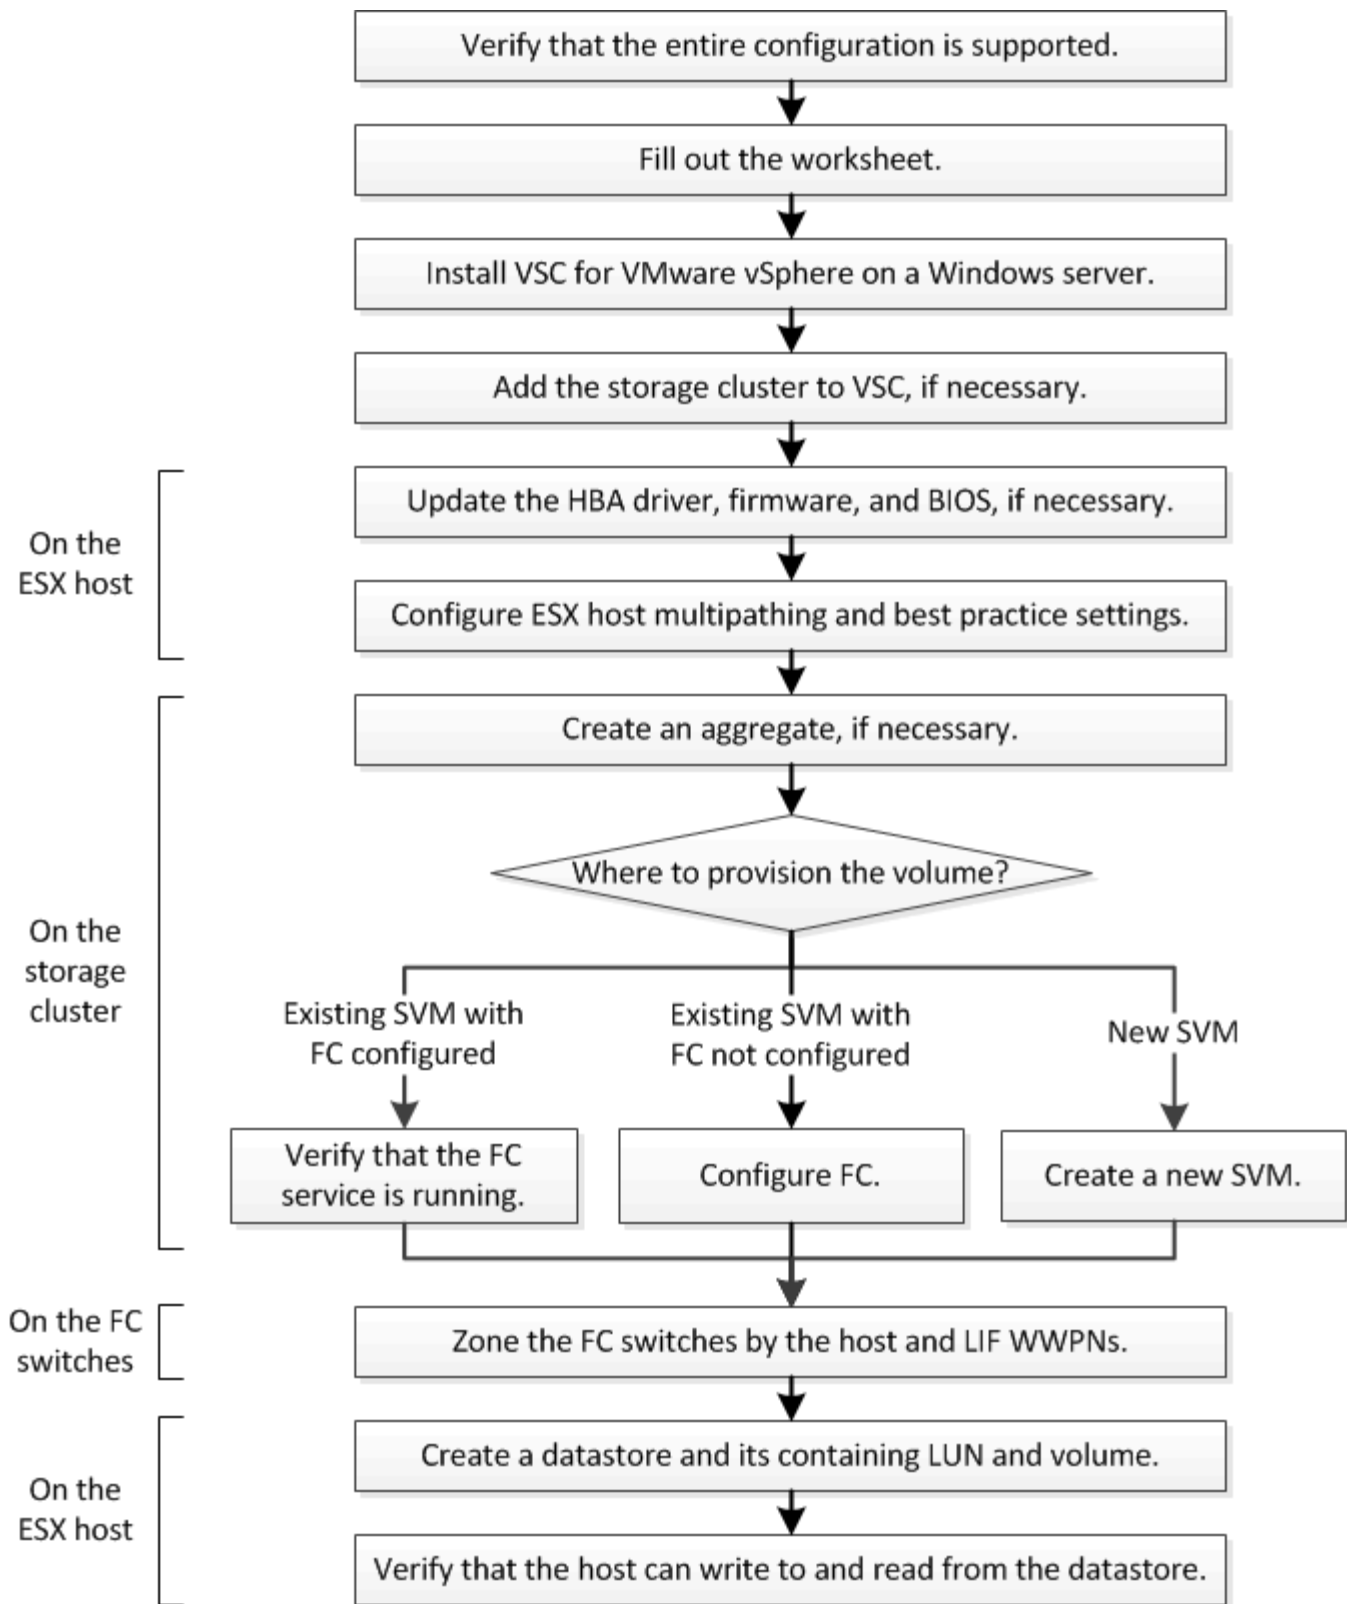 Verify that the entire configuration is supported.
Fill out the worksheet.
Install VSC for VMware vSphere on a Windows server.
Add the storage cluster to VSC, if necessary.
On the
ESX host
Update the HBA driver, firmware, and BIOS, if necessary.
Configure ESX host multipathing and best practice settings.
On the
storage
cluster
Create an aggregate, if necessary.
Where to provision the volume?
Existing SVM with
FC configured
Existing SVM with
FC not configured
New SVM
Verify that the FC
service is running.
Configure FC.
Create a new SVM.
On the FC
switches
Zone the FC switches by the host and LIF WWPNs.
On the
ESX host
Create a datastore and its containing LUN and volume.
Verify that the host can write to and read from the datastore.